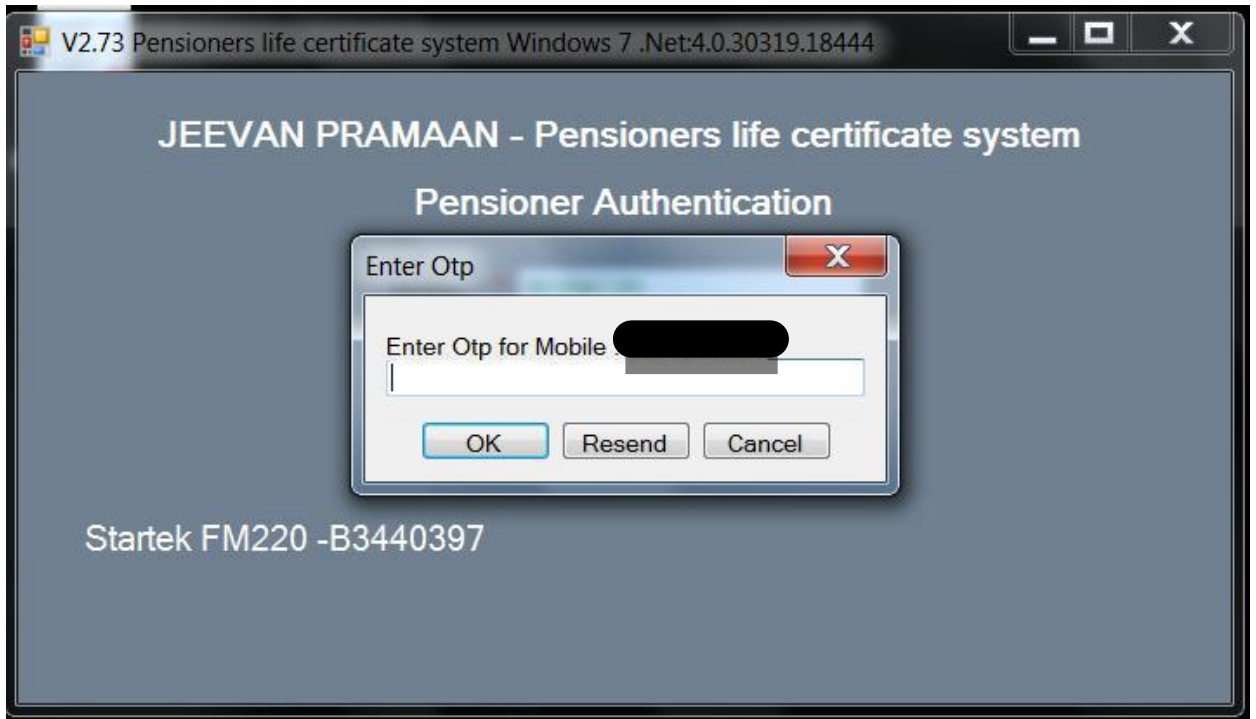 V2.73 Pensioners life certificate system Windows 7 .Net:4.0.30319.18444
JEEVAN PRAMAAN - Pensioners life certificate system
Pensioner Authentication
Enter Otp
Enter Otp for Mobile :
OK Resend Cancel
Startek FM220 -B3440397